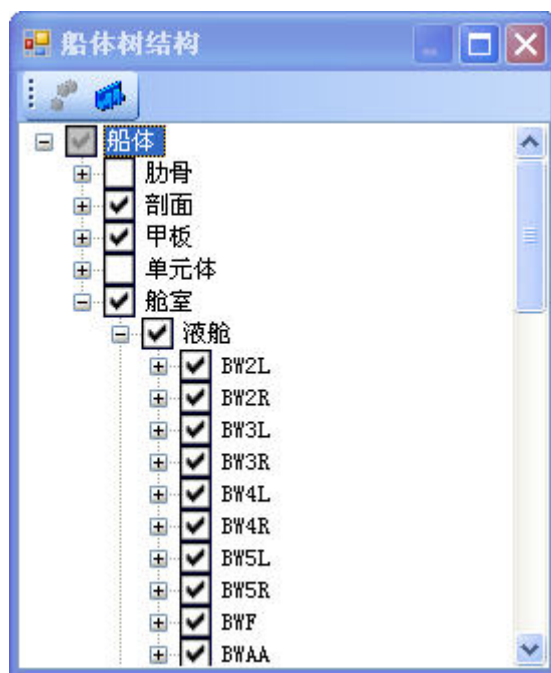 船体树结构
船体
肋骨
剖面
甲板
单元体
舱室
液舱
BW2L
BW2R
BW3L
BW3R
BW4L
BW4R
BW5L
BW5R
BWF
BWAA